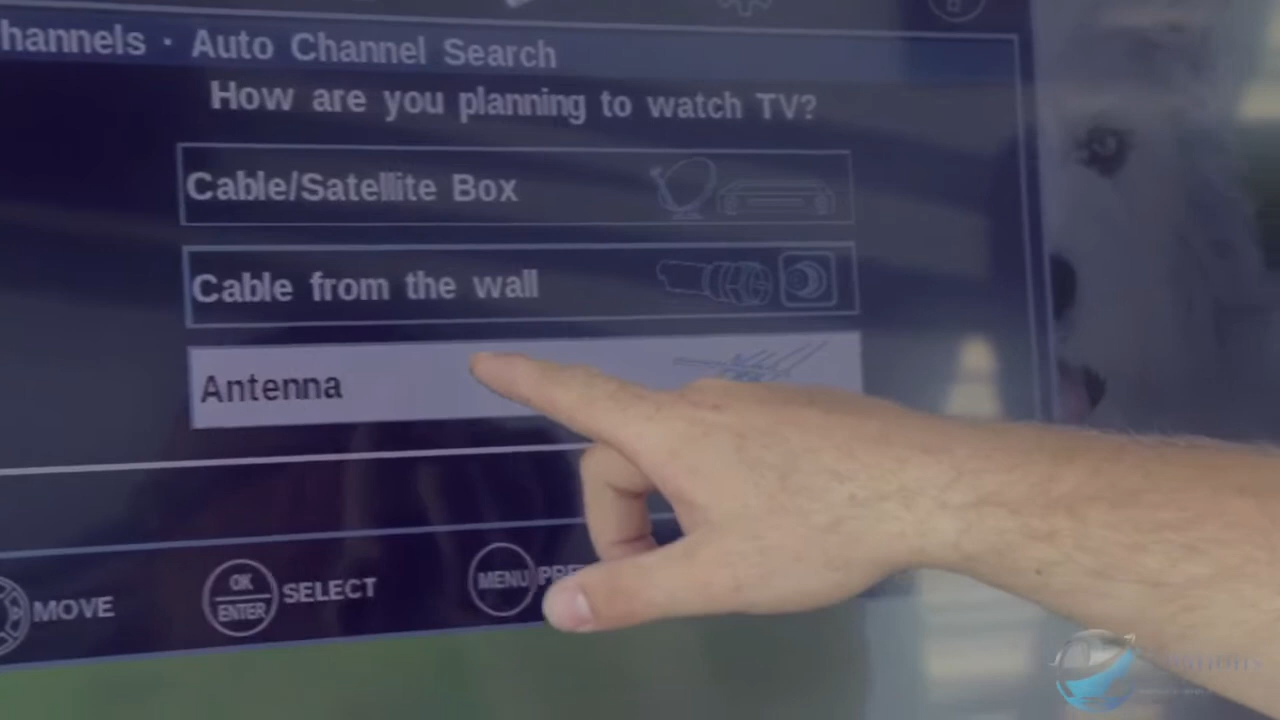 hannels · Auto Channel Search
How are you planning to watch TV?
Cable/Satellite Box
Cable from the wall
Antenna
MOVE
OK
ENTER
SELECT
MENU